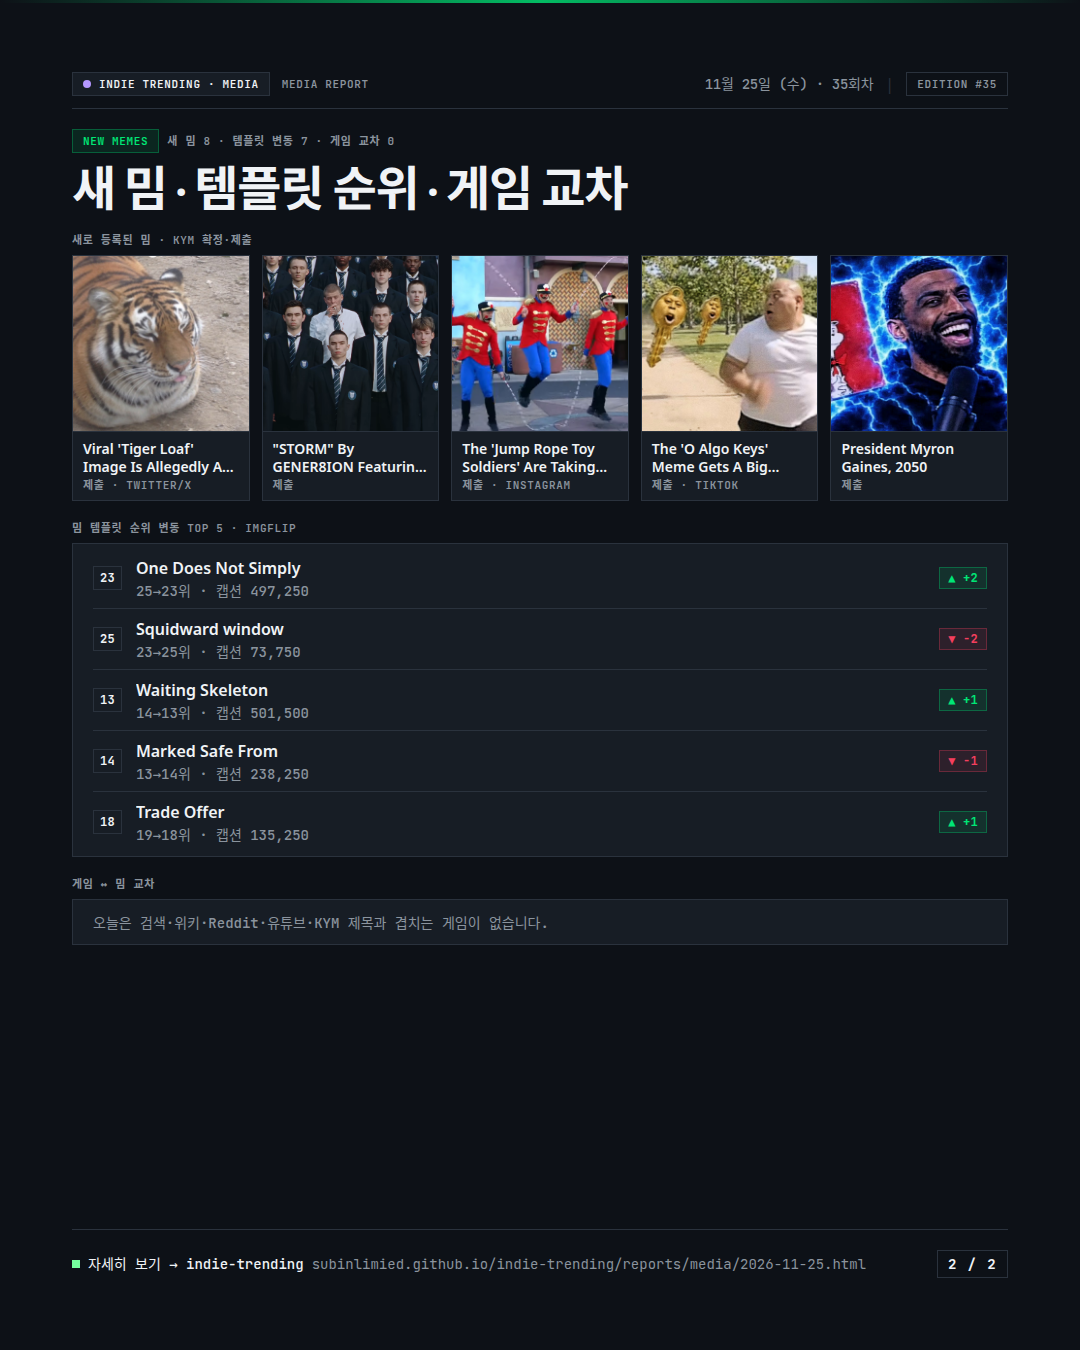 INDIE TRENDING · MEDIA MEDIA REPORT 11월 25일 (수) · 35회차 EDITION #35
NEW MEMES 새 밈 8 · 템플릿 변동 7 · 게임 교차 0
새 밈·템플릿 순위·게임 교차
새로 등록된 밈 · KYM 확정·제출
Viral 'Tiger Loaf'
Image Is Allegedly A...
제출 · TWITTER/X
"STORM" By
GENER8ION Featurin...
제출
The 'Jump Rope Toy
Soldiers' Are Taking...
제출 · INSTAGRAM
The 'O Algo Keys'
Meme Gets A Big...
제출 · TIKTOK
President Myron
Gaines, 2050
제출
밈 템플릿 순위 변동 TOP 5 · IMGFLIP
23 One Does Not Simply ▲ +2
25→23위 · 캡션 497,250
25 Squidward window ▼ -2
23→25위 · 캡션 73,750
13 Waiting Skeleton ▲ +1
14→13위 · 캡션 501,500
14 Marked Safe From ▼ -1
13→14위 · 캡션 238,250
18 Trade Offer ▲ +1
19→18위 · 캡션 135,250
게임 ↔ 밈 교차
오늘은 검색·위키·Reddit·유튜브·KYM 제목과 겹치는 게임이 없습니다.
자세히 보기 → indie-trending subinlimied.github.io/indie-trending/reports/media/2026-11-25.html 2 / 2